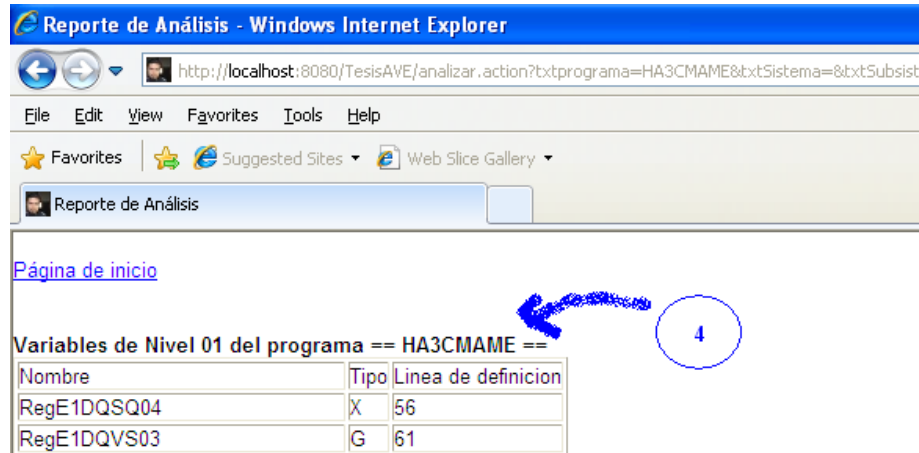 Reporte de Análisis - Windows Internet Explorer
http://localhost:8080/TesisAVE/analizar.action?txtprograma=HA3CMAME&txtSistema=&txtSubsist
File Edit View Favorites Tools Help
Favorites Suggested Sites Web Slice Gallery
Reporte de Análisis
Página de inicio
4
Variables de Nivel 01 del programa == HA3CMAME ==
Nombre Tipo Linea de definicion
RegE1DQSQ04 X 56
RegE1DQVS03 G 61